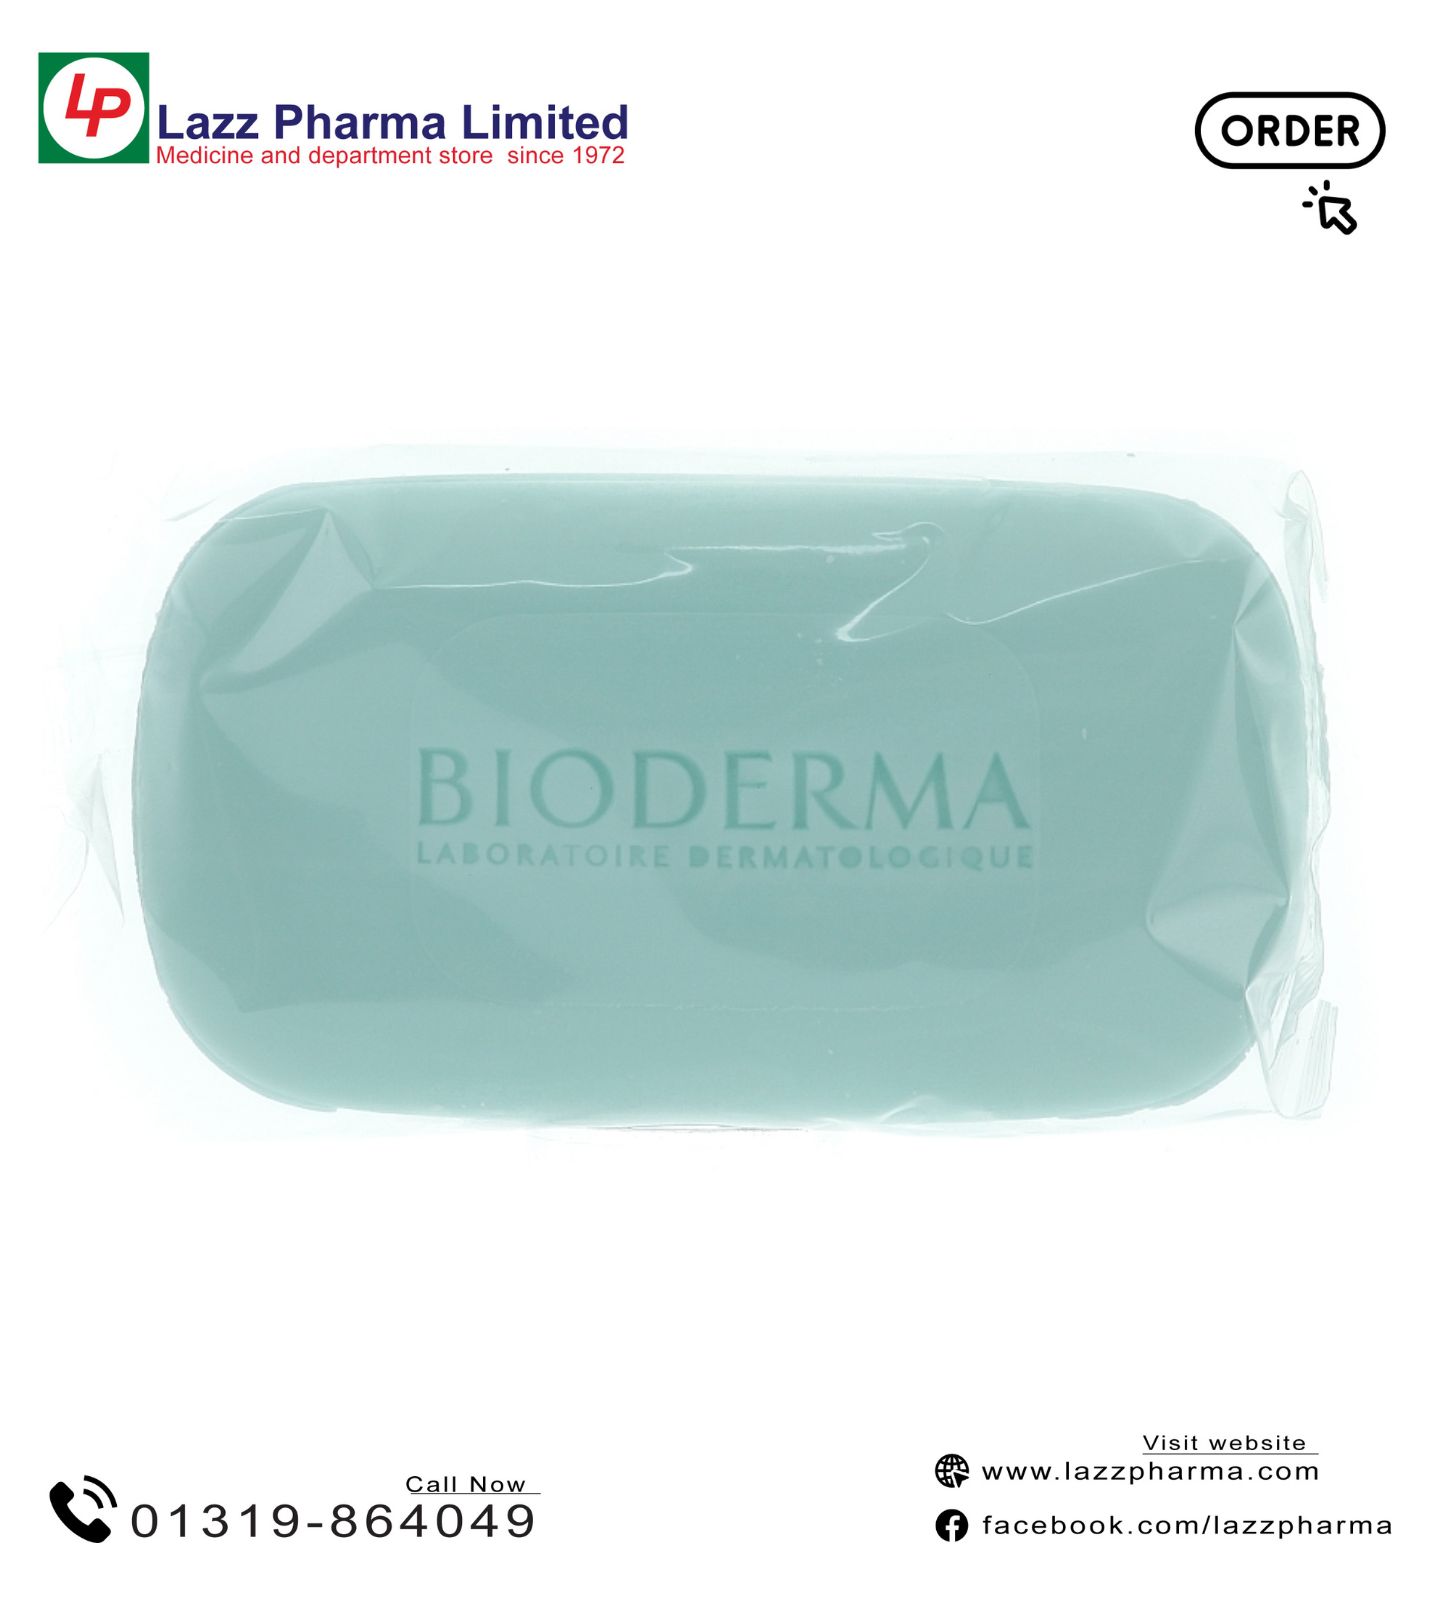 LP
Lazz Pharma Limited
Medicine and department store since 1972
ORDER
BIODERMA
LABORATOIRE DERMATOLOGIQUE
Call Now
01319-864049
Visit website
www.lazzpharma.com
facebook.com/lazzpharma